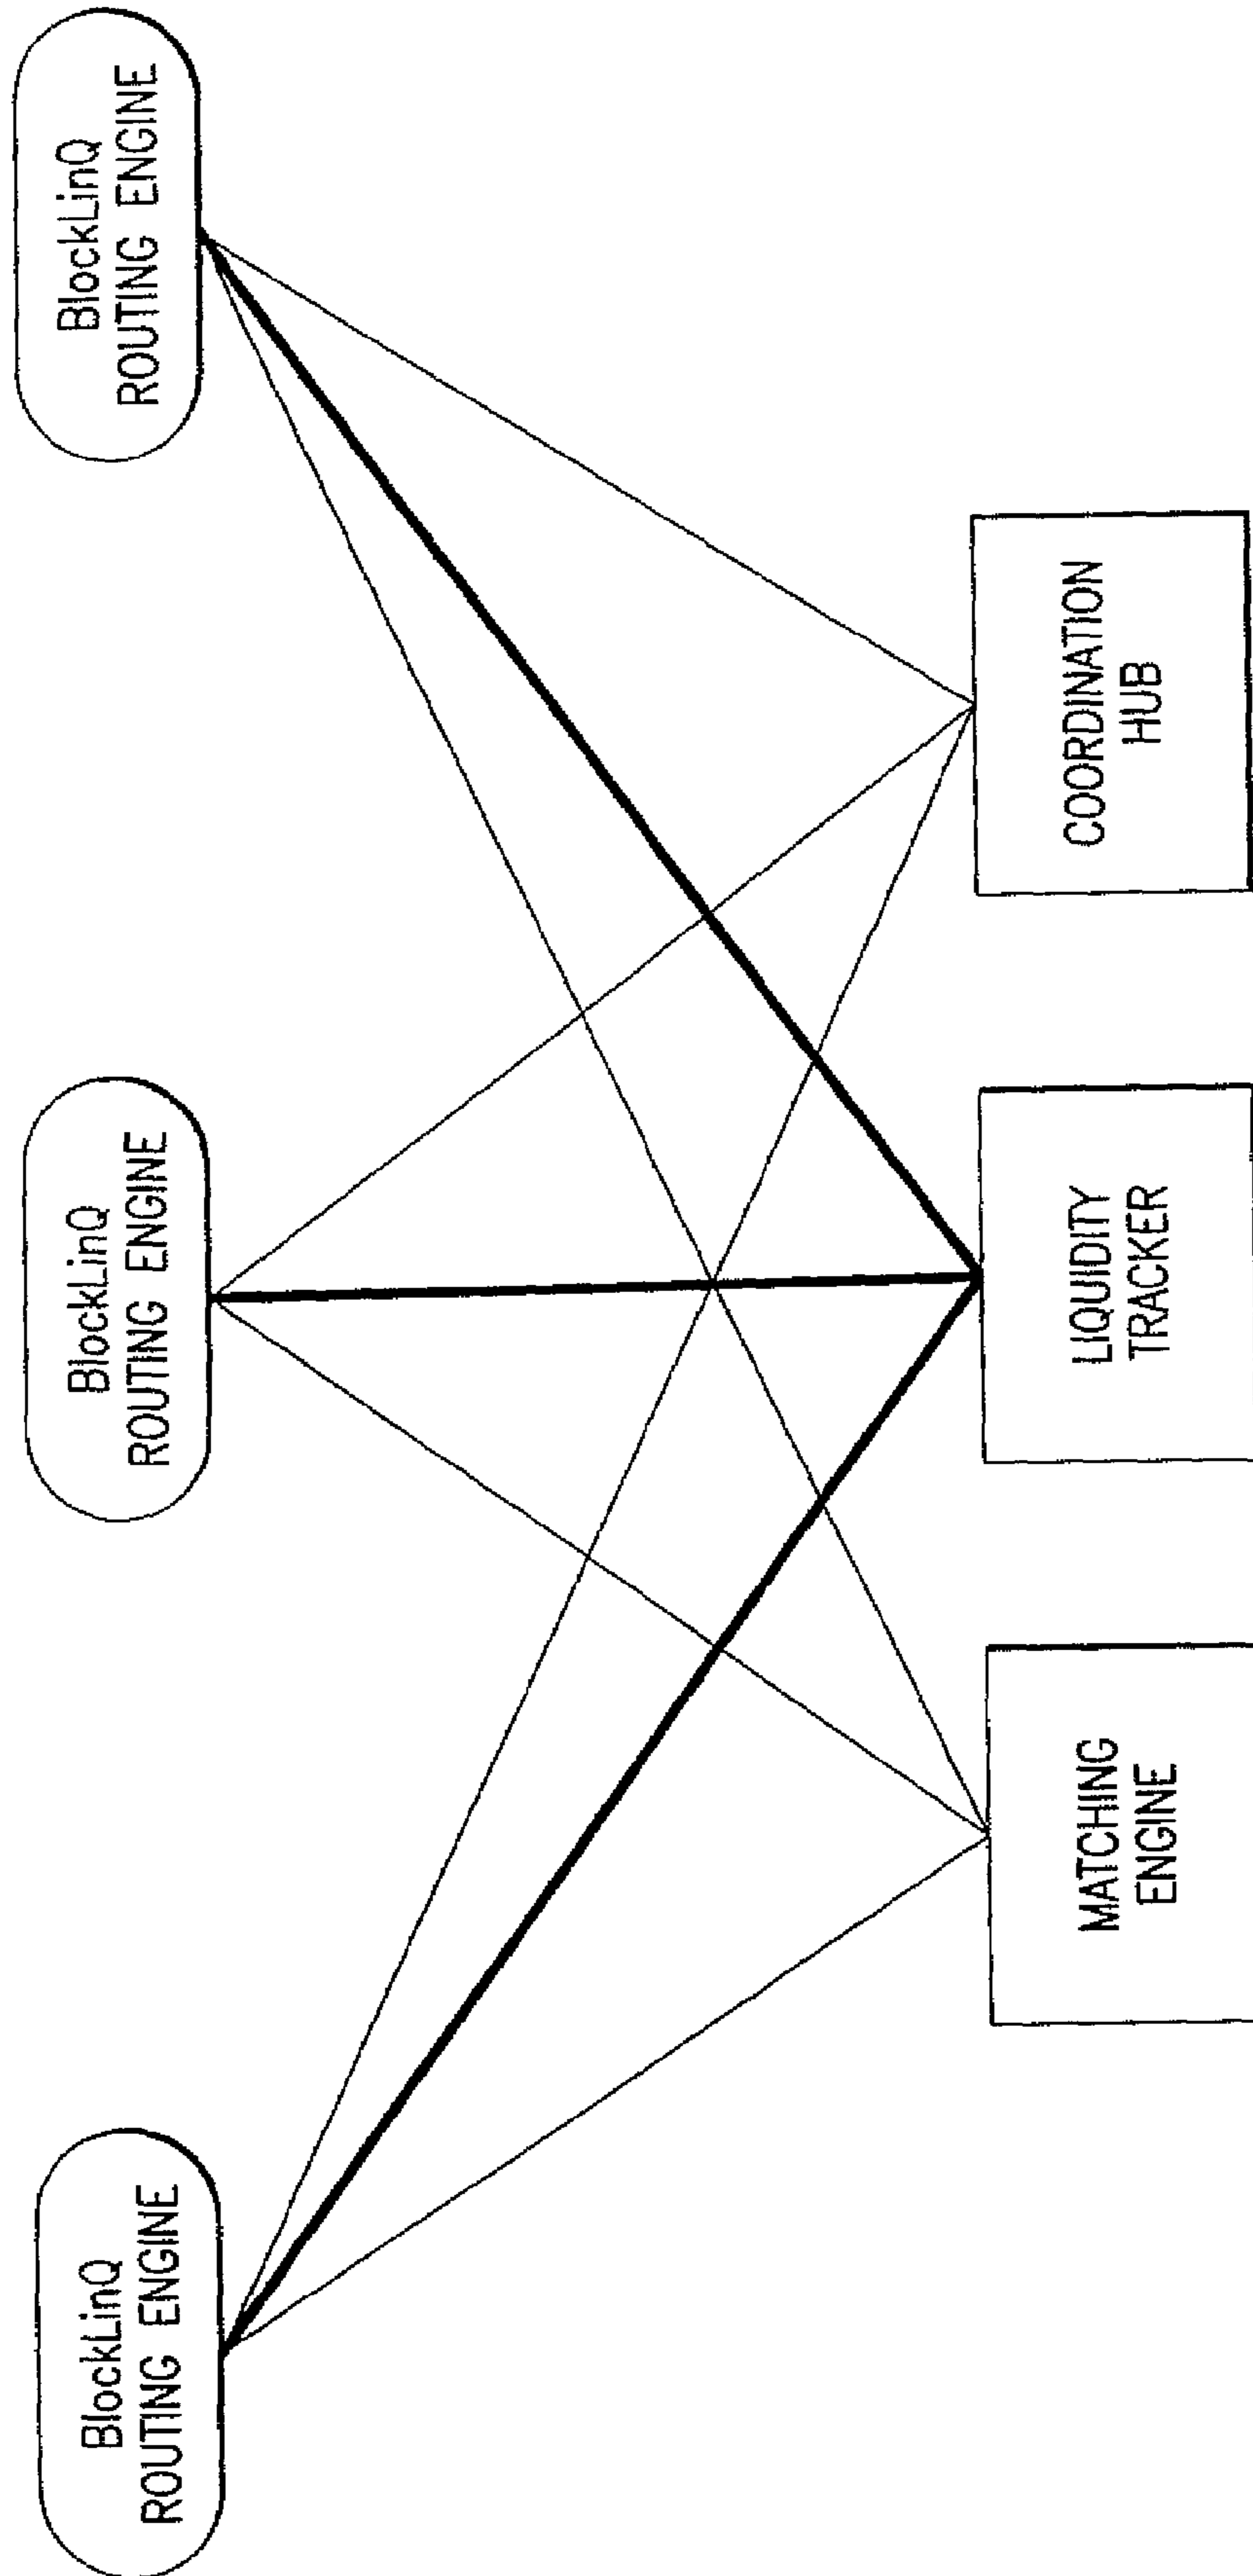 BlockLinQ
ROUTING ENGINE
BlockLinQ
ROUTING ENGINE
BlockLinQ
ROUTING ENGINE
MATCHING
ENGINE
LIQUIDITY
TRACKER
COORDINATION
HUB